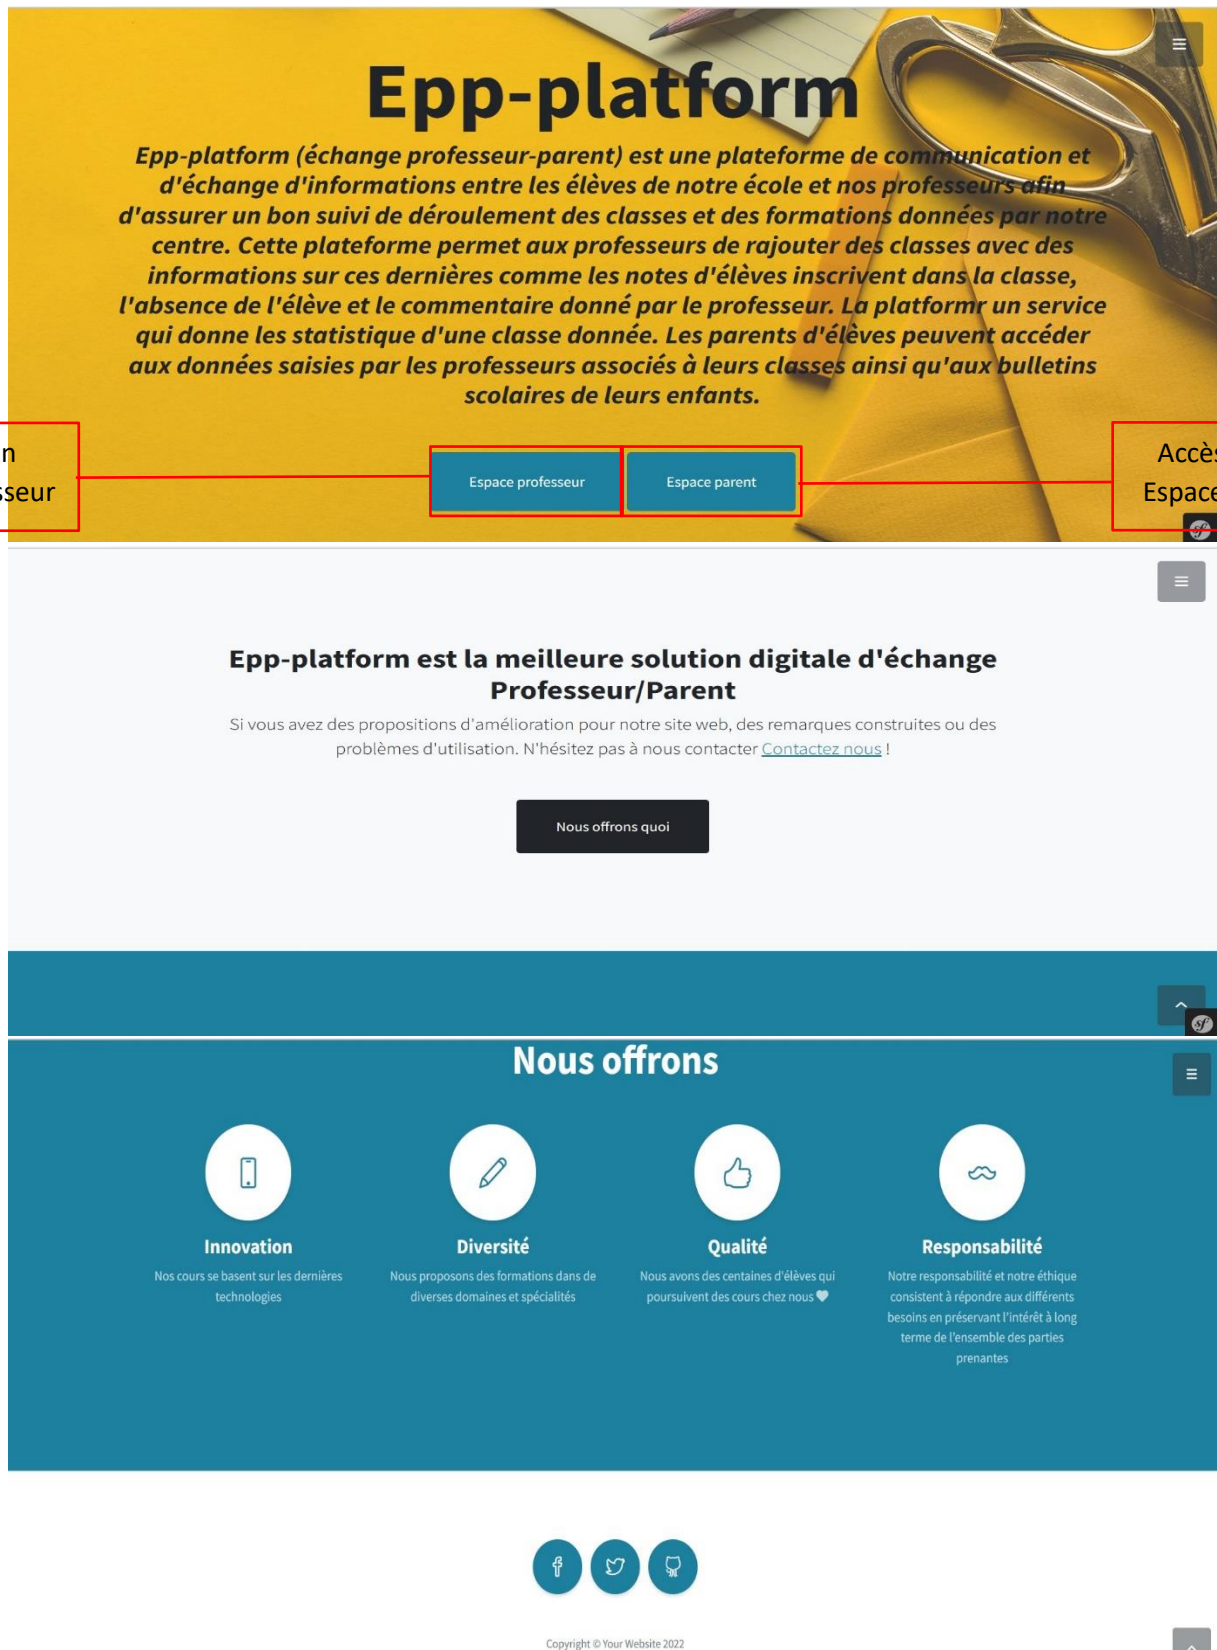 Epp-platform
Epp-platform (échange professeur-parent) est une plateforme de communication et
d'échange d'informations entre les élèves de notre école et nos professeurs afin
d'assurer un bon suivi de déroulement des classes et des formations données par notre
centre. Cette plateforme permet aux professeurs de rajouter des classes avec des
informations sur ces dernières comme les notes d'élèves inscrivent dans la classe,
l'absence de l'élève et le commentaire donné par le professeur. La platformr un service
qui donne les statistique d'une classe donnée. Les parents d'élèves peuvent accéder
aux données saisies par les professeurs associés à leurs classes ainsi qu'aux bulletins
scolaires de leurs enfants.
n
sseur
Espace professeur
Espace parent
Accès
Espace
sf
Epp-platform est la meilleure solution digitale d'échange
Professeur/Parent
Si vous avez des propositions d'amélioration pour notre site web, des remarques construites ou des
problèmes d'utilisation. N'hésitez pas à nous contacter Contactez nous !
Nous offrons quoi
sf
Nous offrons
Innovation
Nos cours se basent sur les dernières
technologies
Diversité
Nous proposons des formations dans de
diverses domaines et spécialités
Qualité
Nous avons des centaines d'élèves qui
poursuivent des cours chez nous
Responsabilité
Notre responsabilité et notre éthique
consistent à répondre aux différents
besoins en préservant l'intérêt à long
terme de l'ensemble des parties
prenantes
Copyright © Your Website 2022